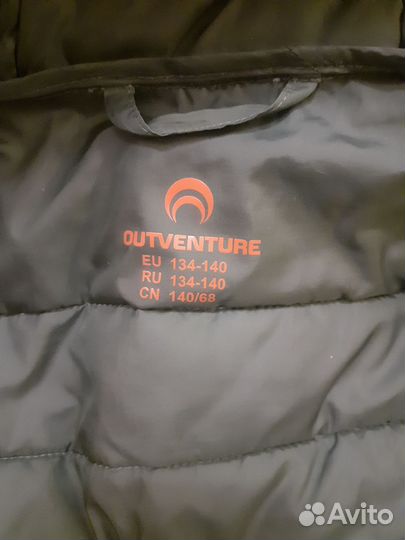 OUTVENTURE
EU 134-140
RU 134-140
CN 140/68
Avito